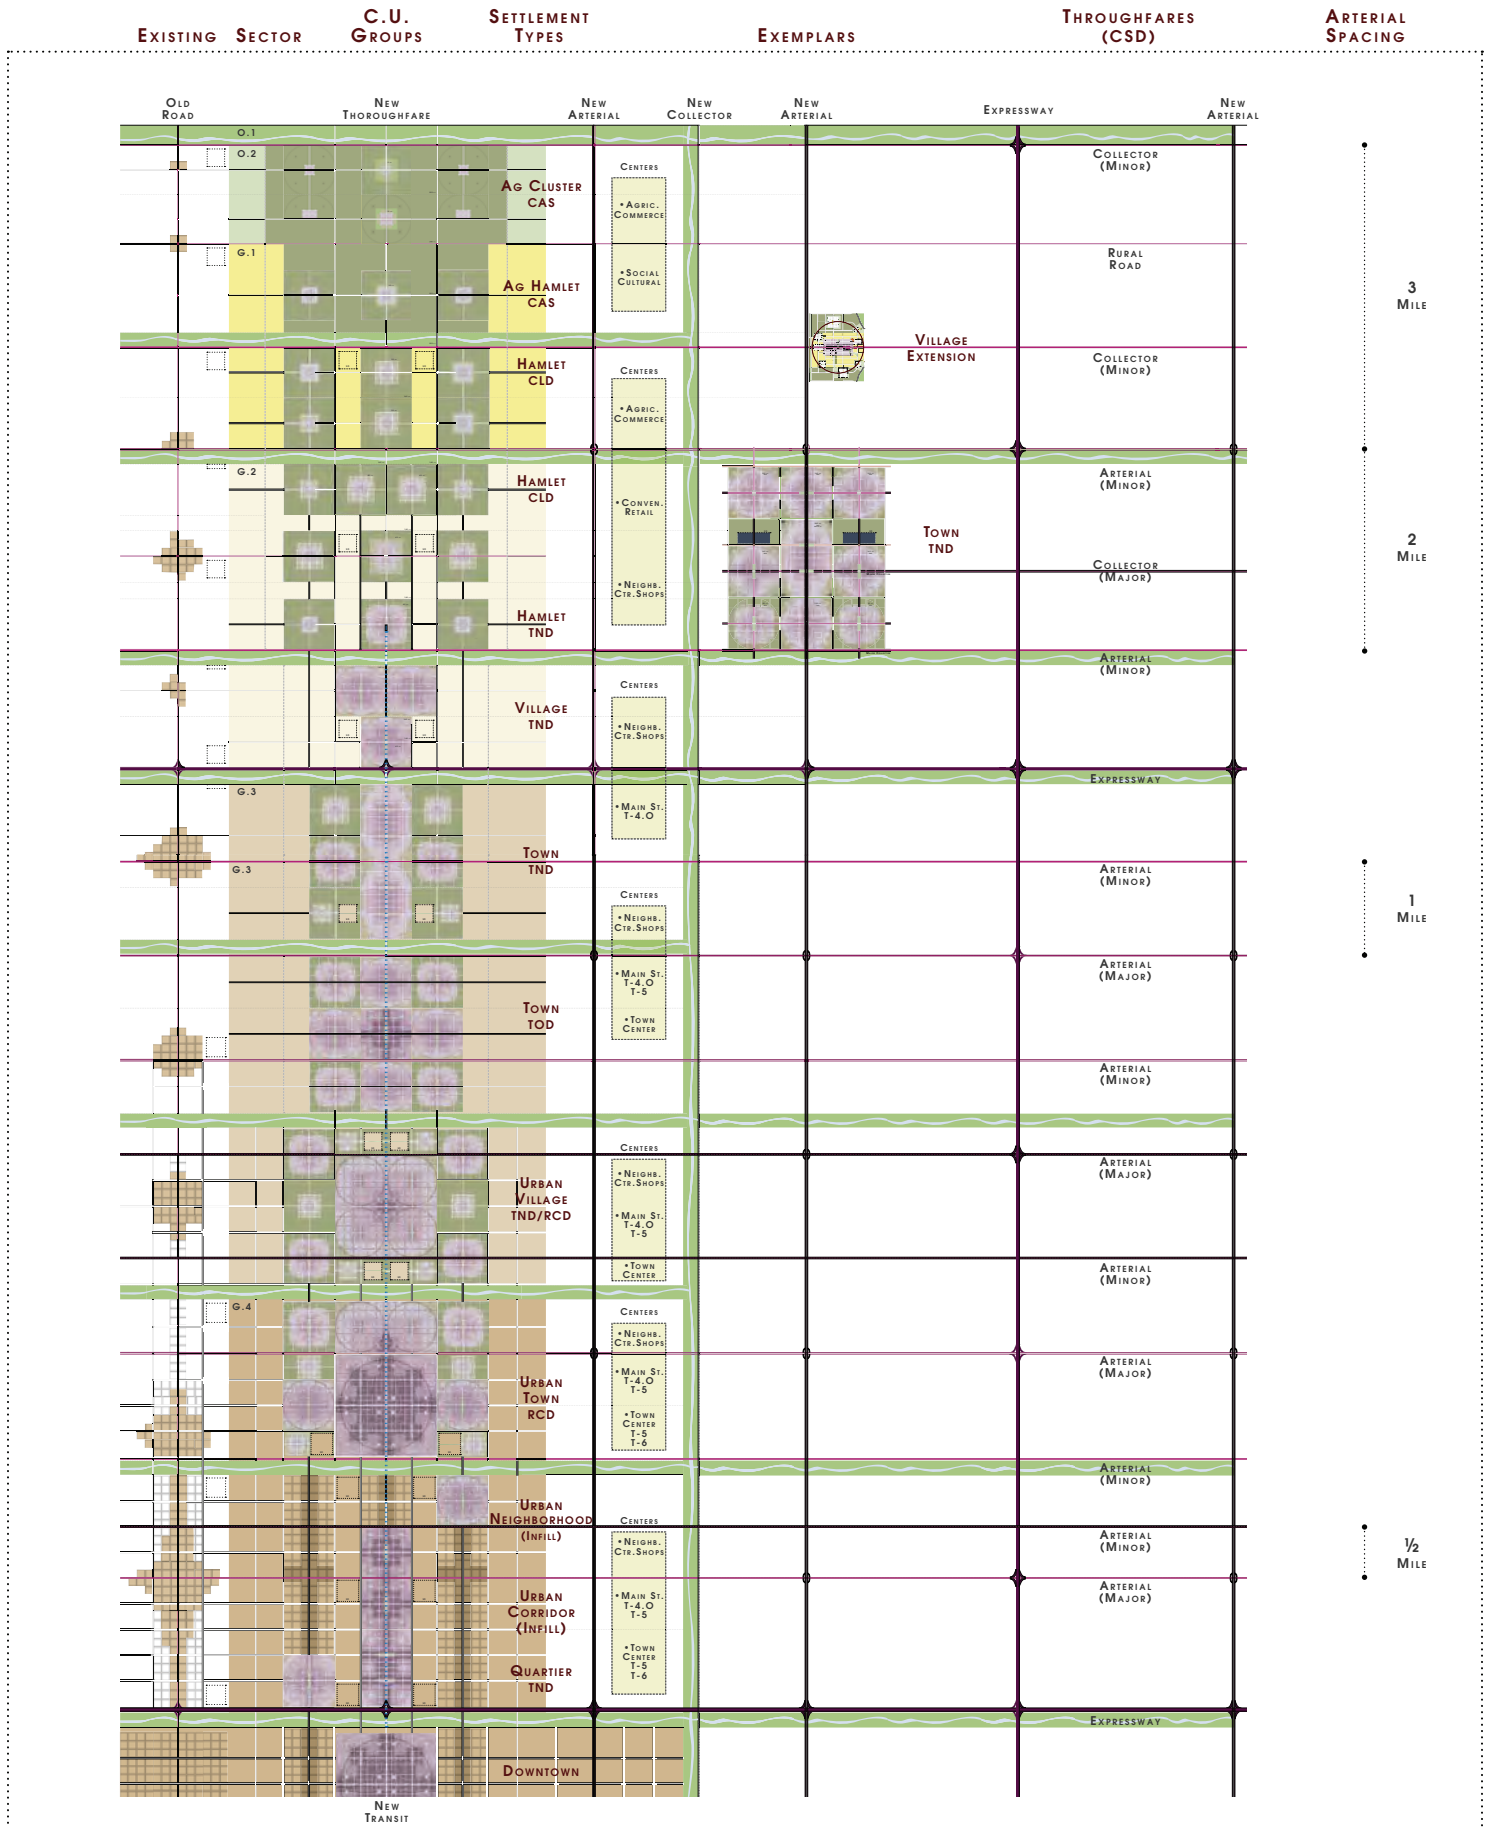 Existing
Sector
C.U.
Groups
Settlement
Types
Exemplars
Throughfares
(CSD)
Arterial
Spacing
Old
Road
New
Thoroughfare
New
Arterial
New
Collector
New
Arterial
Expressway
New
Arterial
O.1
O.2
Ag Cluster
CAS
Centers
•Agric.
Commerce
Collector
(Minor)
G.1
Ag Hamlet
CAS
•Social
Cultural
Rural
Road
3
Mile
Village
Extension
Hamlet
CLD
Centers
•Agric.
Commerce
Collector
(Minor)
G.2
Hamlet
CLD
•Conven.
Retail
Arterial
(Minor)
Town
TND
2
Mile
Collector
(Major)
•Neighb.
Ctr.Shops
Hamlet
TND
Arterial
(Minor)
Centers
Village
TND
•Neighb.
Ctr.Shops
Expressway
G.3
•Main St.
T-4.O
Town
TND
G.3
Arterial
(Minor)
Centers
•Neighb.
Ctr.Shops
1
Mile
Town
TOD
•Main St.
T-4.O
T-5
•Town
Center
Arterial
(Major)
Arterial
(Minor)
Centers
Urban
Village
TND/RCD
•Neighb.
Ctr.Shops
•Main St.
T-4.O
T-5
•Town
Center
Arterial
(Major)
Arterial
(Minor)
G.4
Centers
•Neighb.
Ctr.Shops
Urban
Town
RCD
•Main St.
T-4.O
T-5
•Town
Center
T-5
T-6
Arterial
(Major)
Arterial
(Minor)
Urban
Neighborhood
(Infill)
Centers
•Neighb.
Ctr.Shops
Arterial
(Minor)
½
Mile
Urban
Corridor
(Infill)
•Main St.
T-4.O
T-5
Arterial
(Major)
Quartier
TND
•Town
Center
T-5
T-6
Expressway
Downtown
New
Transit